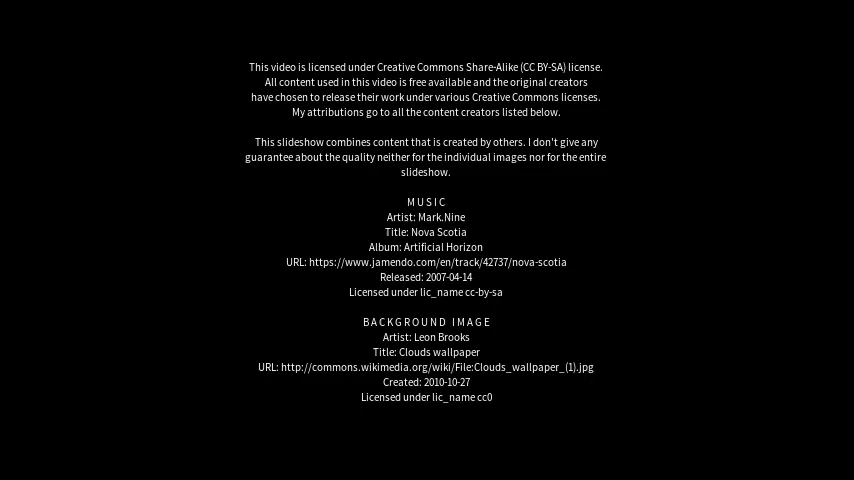 This video is licensed under Creative Commons Share-Alike (CC BY-SA) license.
All content used in this video is free available and the original creators
have chosen to release their work under various Creative Commons licenses.
My attributions go to all the content creators listed below.
This slideshow combines content that is created by others. I don't give any
guarantee about the quality neither for the individual images nor for the entire
slideshow.
M U S I C
Artist: Mark.Nine
Title: Nova Scotia
Album: Artificial Horizon
URL: https://www.jamendo.com/en/track/42737/nova-scotia
Released: 2007-04-14
Licensed under lic_name cc-by-sa
B A C K G R O U N D   I M A G E
Artist: Leon Brooks
Title: Clouds wallpaper
URL: http://commons.wikimedia.org/wiki/File:Clouds_wallpaper_(1).jpg
Created: 2010-10-27
Licensed under lic_name cc0